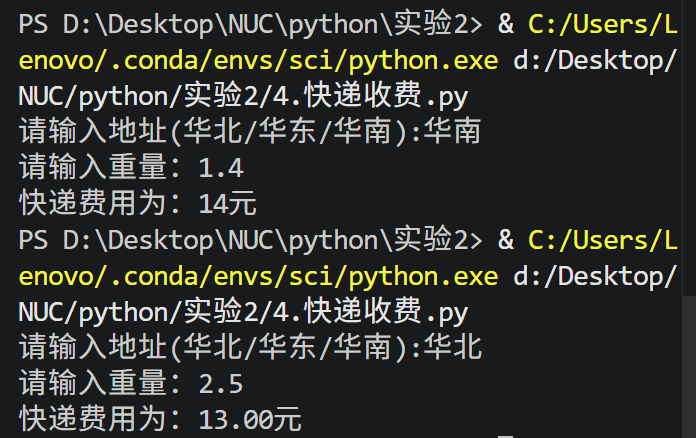 PS D:\Desktop\NUC\python\实验2> & C:/Users/L
enovo/.conda/envs/sci/python.exe d:/Desktop/
NUC/python/实验2/4.快递收费.py
请输入地址(华北/华东/华南):华南
请输入重量: 1.4
快递费用为: 14元
PS D:\Desktop\NUC\python\实验2> & C:/Users/L
enovo/.conda/envs/sci/python.exe d:/Desktop/
NUC/python/实验2/4.快递收费.py
请输入地址(华北/华东/华南):华北
请输入重量: 2.5
快递费用为: 13.00元